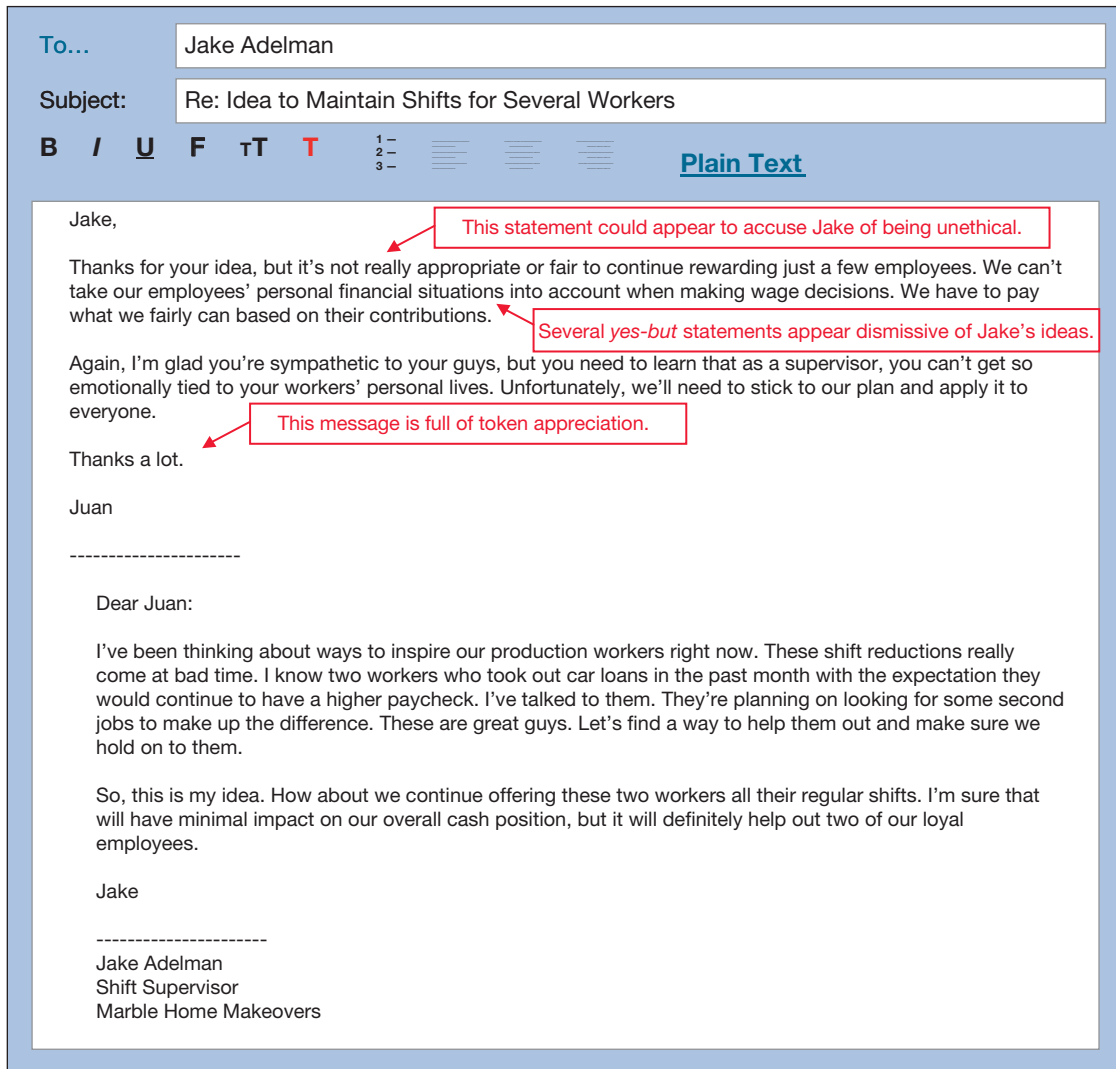 To…
Jake Adelman
Subject:
Re: Idea to Maintain Shifts for Several Workers
B I U F TT T
1
2
3
Plain Text
Jake,
This statement could appear to accuse Jake of being unethical.
Thanks for your idea, but it’s not really appropriate or fair to continue rewarding just a few employees. We can’t
take our employees’ personal financial situations into account when making wage decisions. We have to pay
what we fairly can based on their contributions.
Several yes-but statements appear dismissive of Jake’s ideas.
Again, I’m glad you’re sympathetic to your guys, but you need to learn that as a supervisor, you can’t get so
emotionally tied to your workers’ personal lives. Unfortunately, we’ll need to stick to our plan and apply it to
everyone.
This message is full of token appreciation.
Thanks a lot.
Juan
----------------------
Dear Juan:
I’ve been thinking about ways to inspire our production workers right now. These shift reductions really
come at bad time. I know two workers who took out car loans in the past month with the expectation they
would continue to have a higher paycheck. I’ve talked to them. They’re planning on looking for some second
jobs to make up the difference. These are great guys. Let’s find a way to help them out and make sure we
hold on to them.
So, this is my idea. How about we continue offering these two workers all their regular shifts. I’m sure that
will have minimal impact on our overall cash position, but it will definitely help out two of our loyal
employees.
Jake
----------------------
Jake Adelman
Shift Supervisor
Marble Home Makeovers